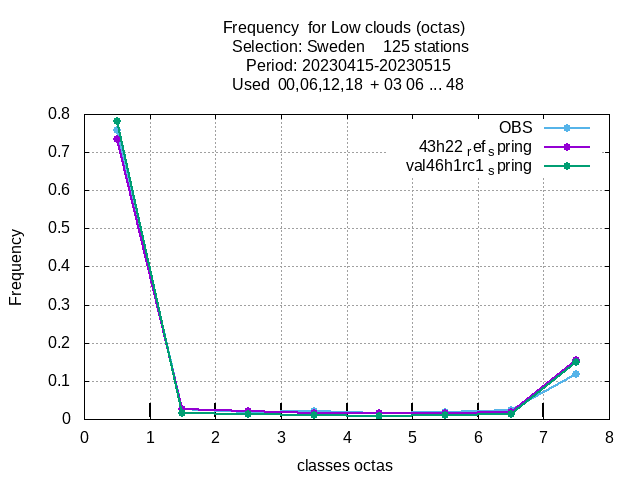 Frequency for Low clouds (octas)
Selection: Sweden 125 stations
Period: 20230415-20230515
Used 00,06,12,18 + 03 06 ... 48
0.8
0.7
0.6
0.5
0.4
0.3
0.2
0.1
0
Frequency
OBS
43h22 ref spring
val46h1rc1 spring
0 1 2 3 4 5 6 7 8
classes octas